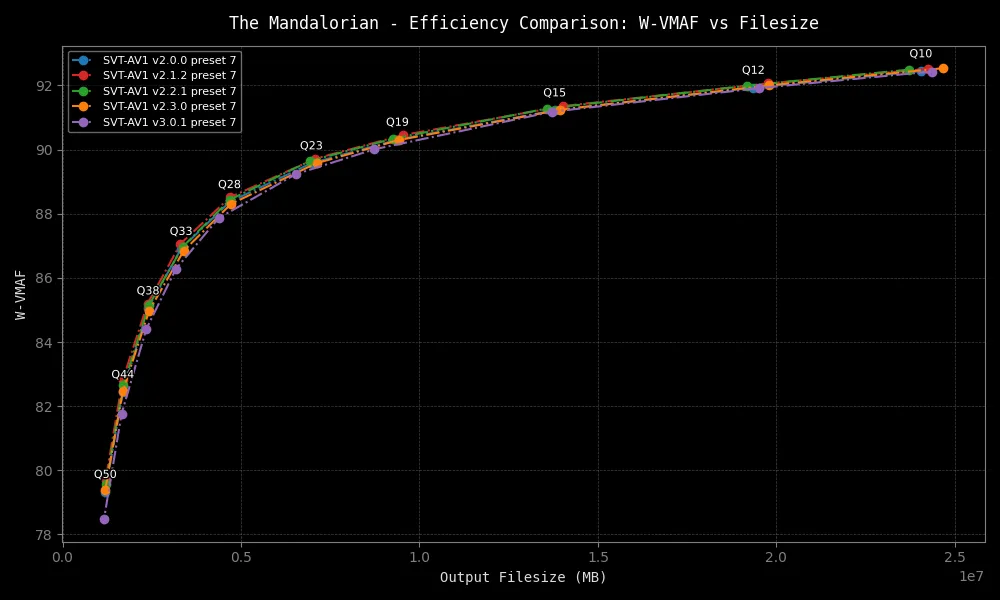 The Mandalorian - Efficiency Comparison: W-VMAF vs Filesize
SVT-AV1 v2.0.0 preset 7
SVT-AV1 v2.1.2 preset 7
SVT-AV1 v2.2.1 preset 7
SVT-AV1 v2.3.0 preset 7
SVT-AV1 v3.0.1 preset 7
Q10
Q12
Q15
Q19
Q23
Q28
Q33
Q38
Q44
Q50
W-VMAF
92
90
88
86
84
82
80
78
0.0 0.5 1.0 1.5 2.0 2.5
1e7
Output Filesize (MB)